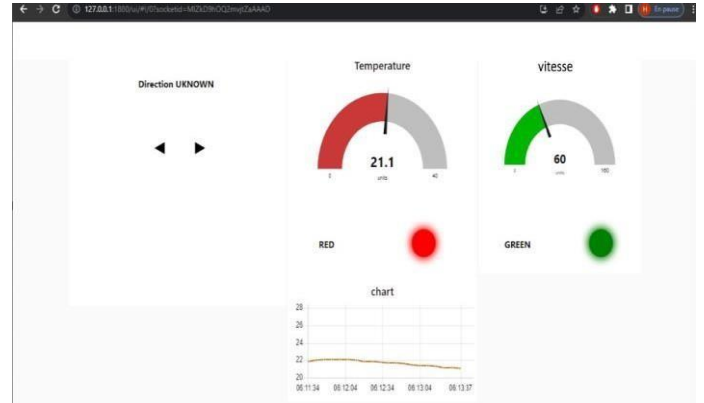 127.0.0.1:1880/ui/#!/0?socketid=
En pause
Direction UKNOWN
Temperature
21.1
units
0
40
RED
vitesse
60
units
0
GREEN
chart
28
26
24
22
20
06:11:34 06:12:04 06:12:34 06:13:04 06:13:37